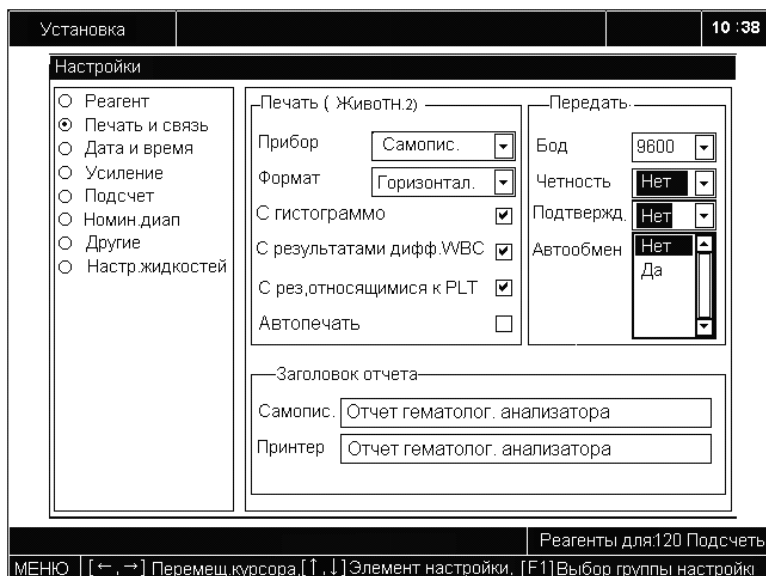 Установка 10:38
Настройки
Реагент
Печать и связь
Дата и время
Усиление
Подсчет
Номин.диап
Другие
Настр.жидкостей
Печать ( Животн.2)
Прибор Самопис.
Формат Горизонтал.
С гистограммо
С результатами дифф.WBC
С рез,относящимися к PLT
Автопечать
Передать
Бод 9600
Четность Нет
Подтвержд. Нет
Автообмен Нет
Да
Заголовок отчета
Самопис. Отчет гематолог. анализатора
Принтер Отчет гематолог. анализатора
Реагенты для:120 Подсчеть
МЕНЮ [←,→] Перемещ.курсора,[↑,↓]Элемент настройки, [F1]Выбор группы настройкі